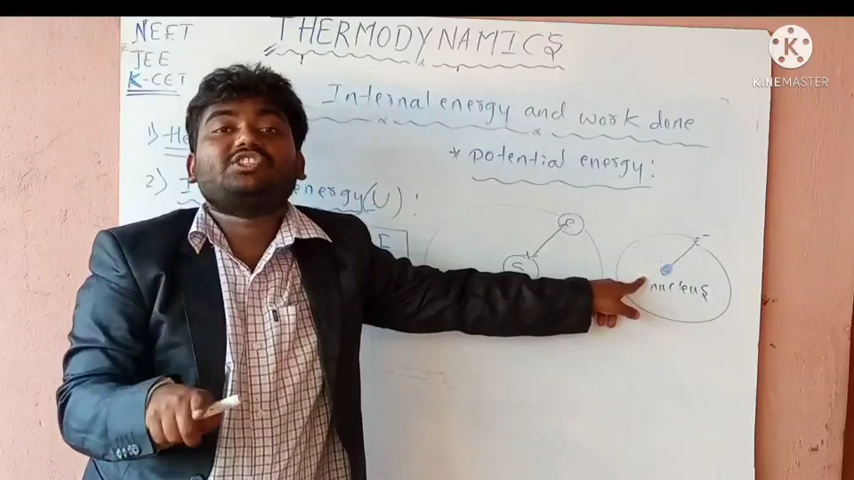 NEET
JEE
K-CET
THERMODYNAMICS
Internal energy and work done
1) He
* potential energy:
2) I energy (U):
E
e
S
e-
nucleus
KINEMASTER